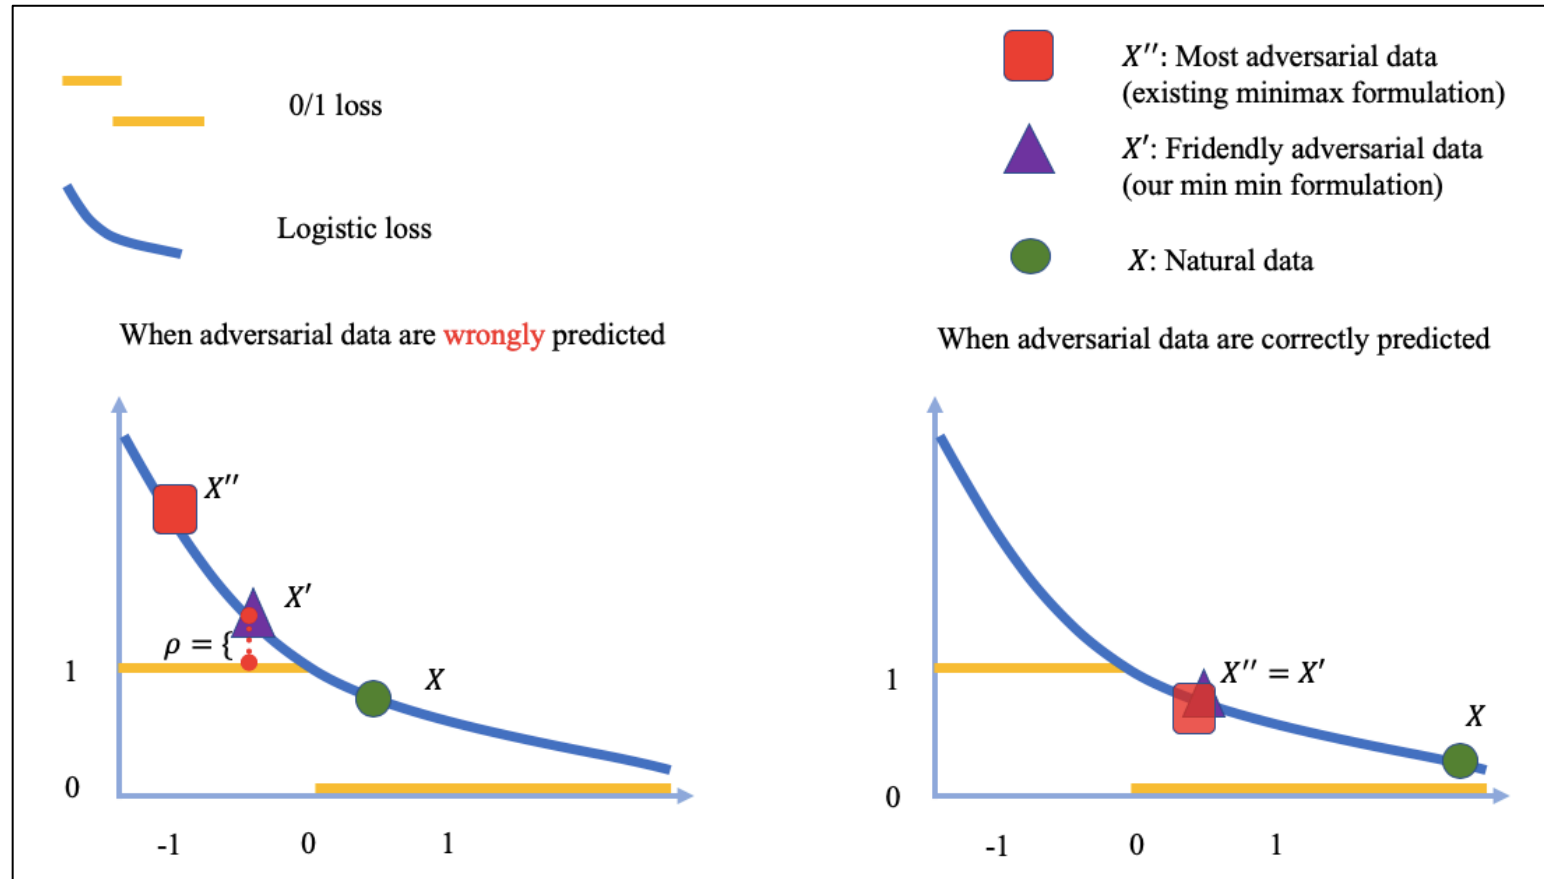 0/1 loss
Logistic loss
X′′: Most adversarial data
(existing minimax formulation)
X′: Fridendly adversarial data
(our min min formulation)
X: Natural data
When adversarial data are wrongly predicted
X′′
X′
ρ = {
X
1
0
-1 0 1
When adversarial data are correctly predicted
X′′ = X′
X
1
0
-1 0 1